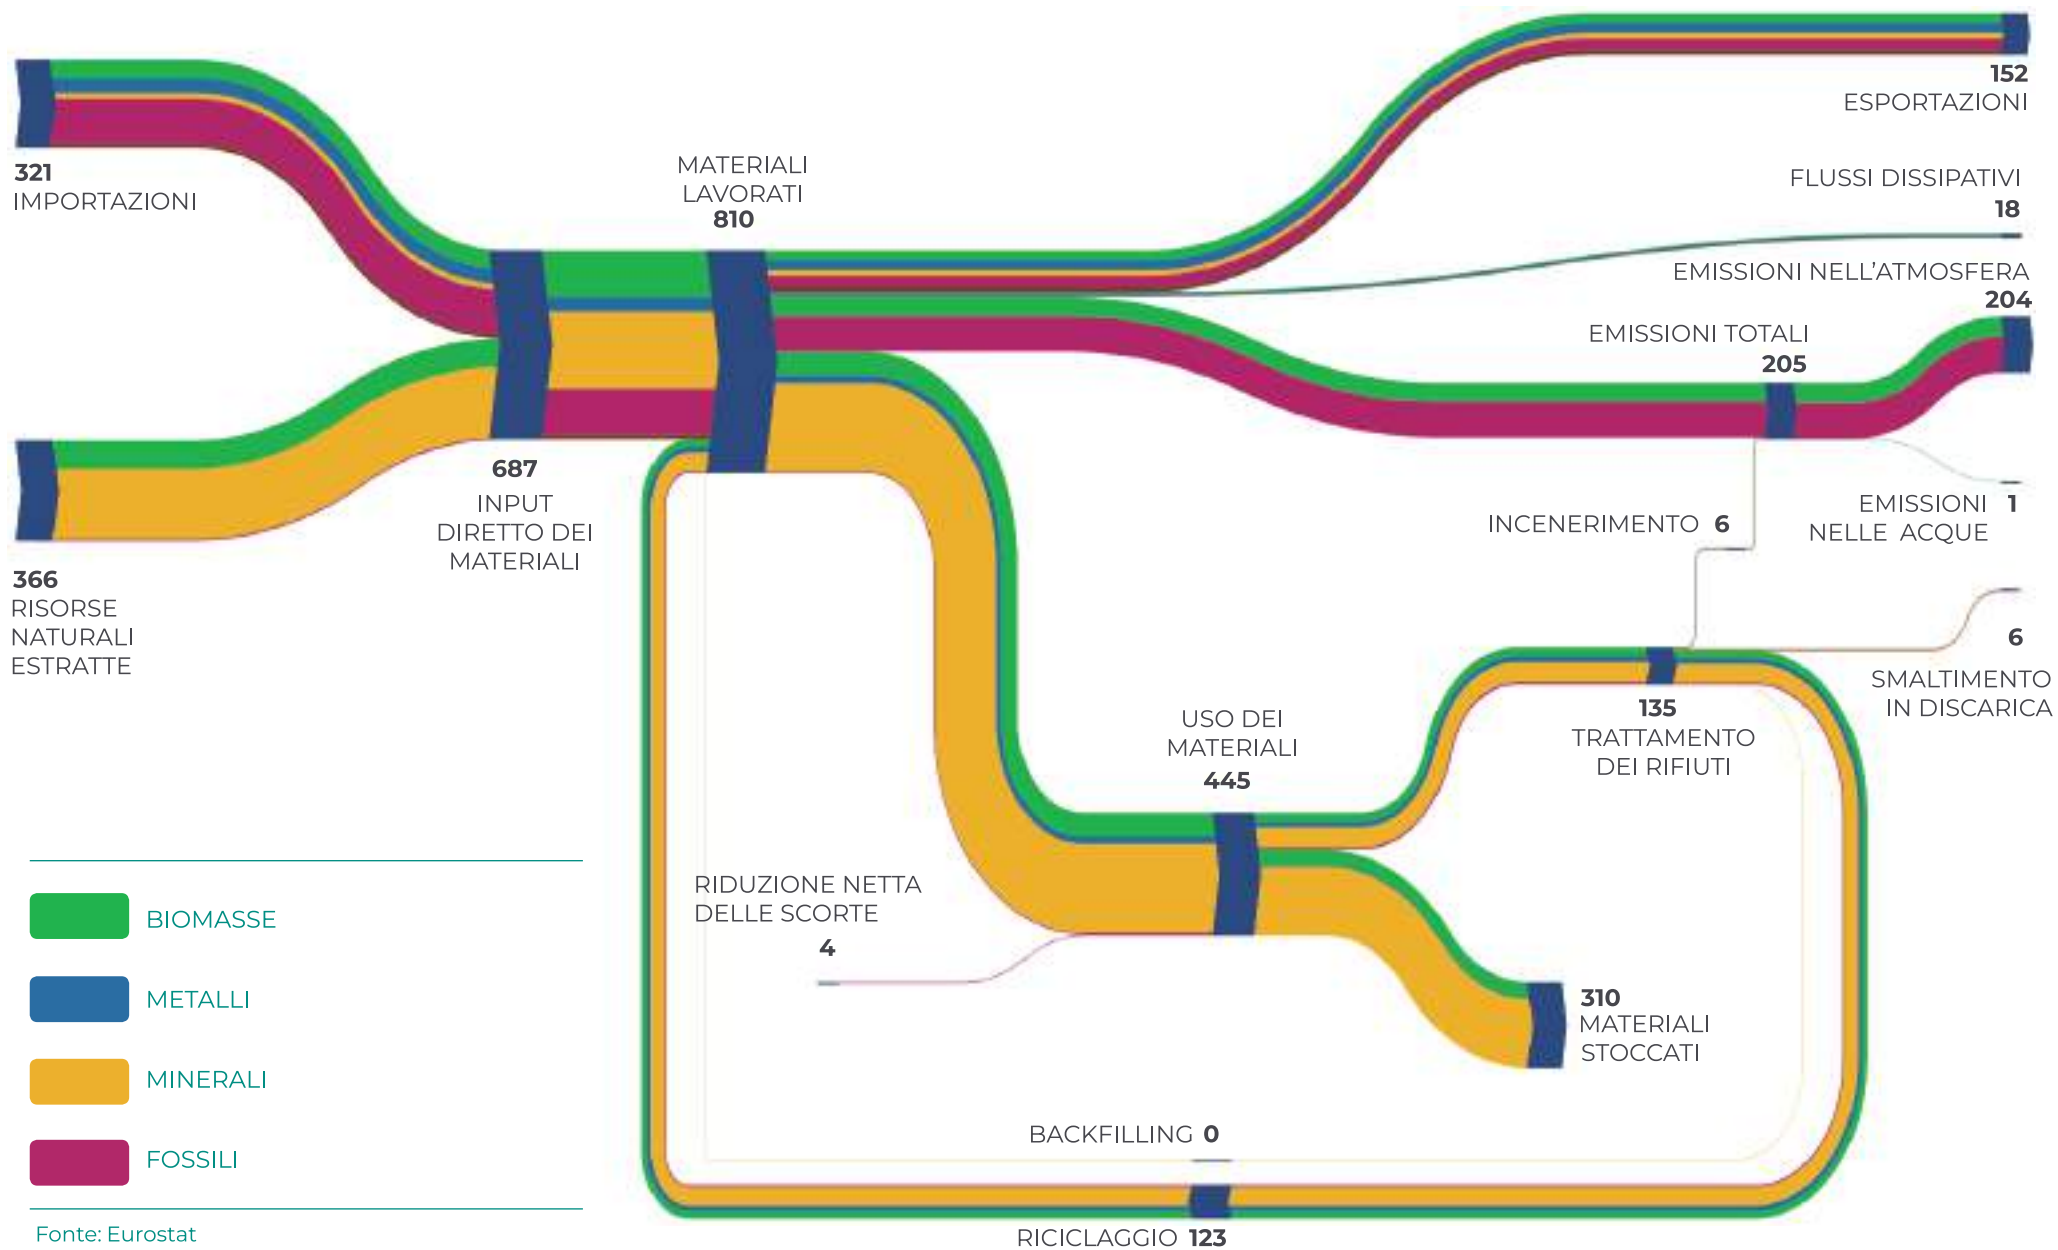 152
ESPORTAZIONI
321
IMPORTAZIONI
MATERIALI
LAVORATI
810
FLUSSI DISSIPATIVI
18
EMISSIONI NELL'ATMOSFERA
204
EMISSIONI TOTALI
205
687
INPUT
DIRETTO DEI
MATERIALI
INCENERIMENTO 6
EMISSIONI 1
NELLE ACQUE
366
RISORSE
NATURALI
ESTRATTE
6
SMALTIMENTO
IN DISCARICA
135
TRATTAMENTO
DEI RIFIUTI
USO DEI
MATERIALI
445
RIDUZIONE NETTA
DELLE SCORTE
4
310
MATERIALI
STOCCATI
BACKFILLING 0
RICICLAGGIO 123
BIOMASSE
METALLI
MINERALI
FOSSILI
Fonte: Eurostat